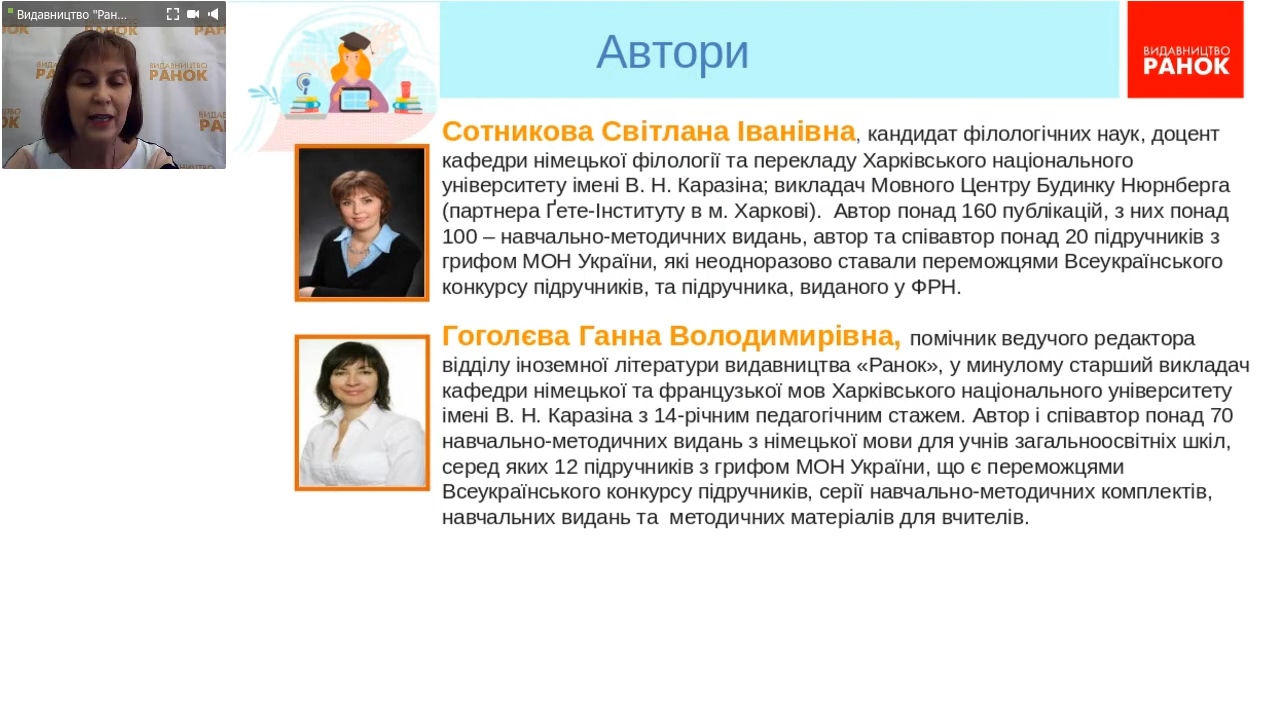 Видавництво "Ран...
Автори
ВИДАВНИЦТВО
РАНОК
Сотникова Світлана Іванівна, кандидат філологічних наук, доцент
кафедри німецької філології та перекладу Харківського національного
університету імені В. Н. Каразіна; викладач Мовного Центру Будинку Нюрнберга
(партнера Ґете-Інституту в м. Харкові).  Автор понад 160 публікацій, з них понад
100 – навчально-методичних видань, автор та співавтор понад 20 підручників з
грифом МОН України, які неодноразово ставали переможцями Всеукраїнського
конкурсу підручників, та підручника, виданого у ФРН.
Гоголєва Ганна Володимирівна, помічник ведучого редактора
відділу іноземної літератури видавництва «Ранок», у минулому старший викладач
кафедри німецької та французької мов Харківського національного університету
імені В. Н. Каразіна з 14-річним педагогічним стажем. Автор і співавтор понад 70
навчально-методичних видань з німецької мови для учнів загальноосвітніх шкіл,
серед яких 12 підручників з грифом МОН України, що є переможцями
Всеукраїнського конкурсу підручників, серії навчально-методичних комплектів,
навчальних видань та  методичних матеріалів для вчителів.